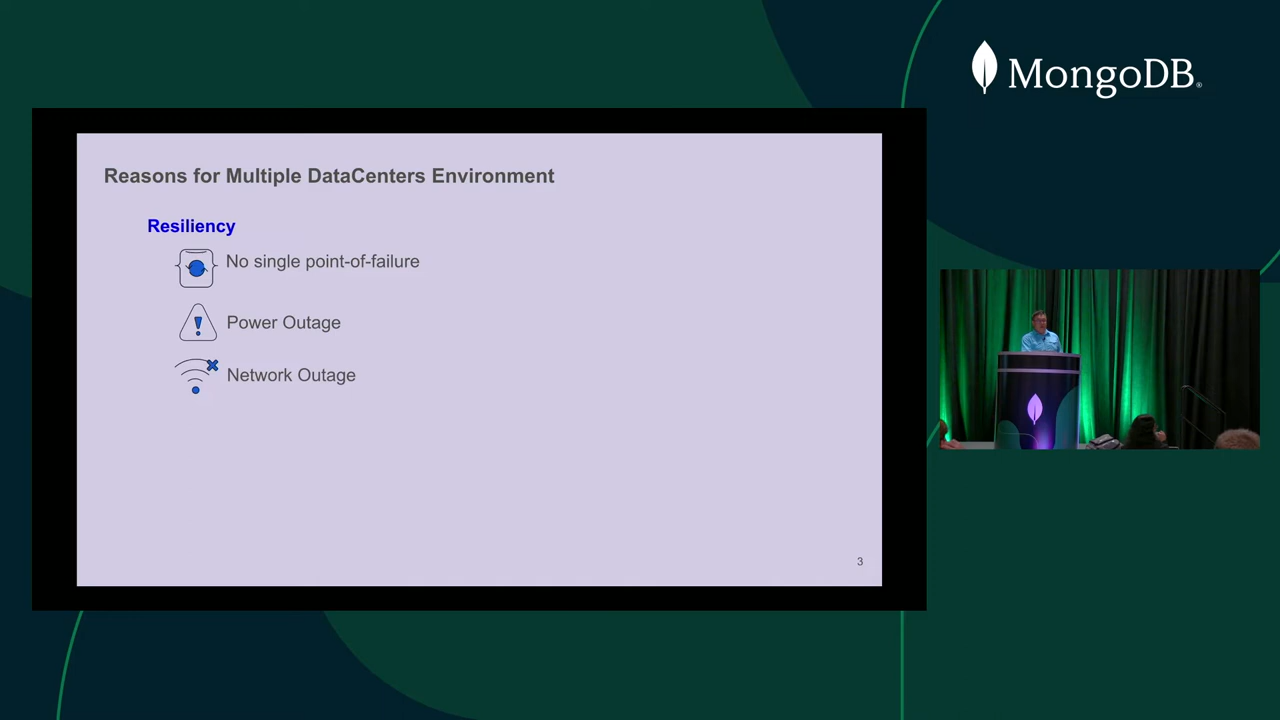 MongoDB®
Reasons for Multiple DataCenters Environment
Resiliency
No single point-of-failure
Power Outage
Network Outage
3